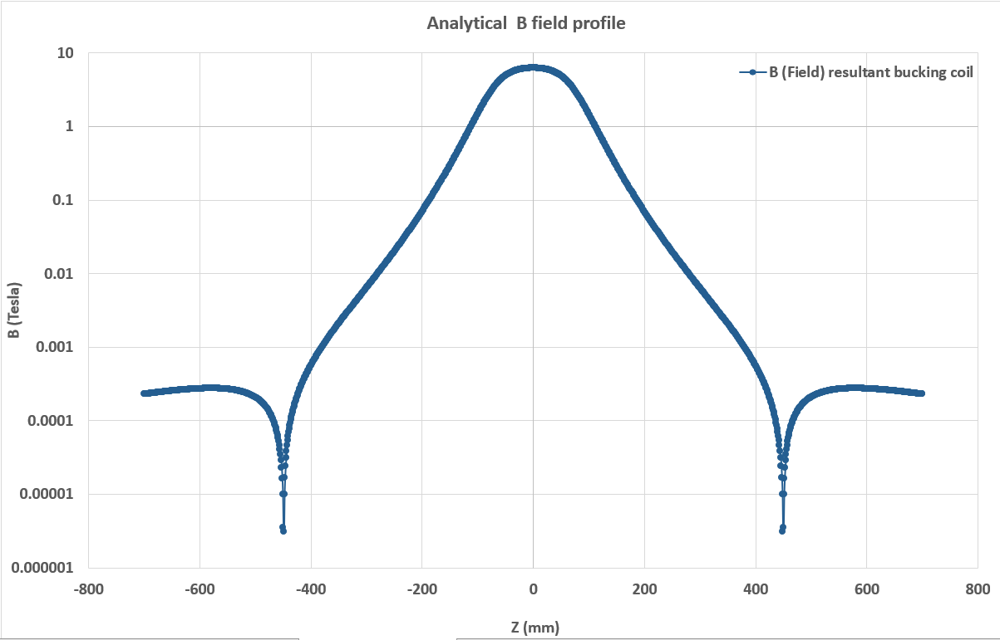 Analytical  B field profile
B (Field) resultant bucking coil
10
1
0.1
0.01
0.001
0.0001
0.00001
0.000001
B (Tesla)
-800 -600 -400 -200 0 200 400 600 800
Z (mm)